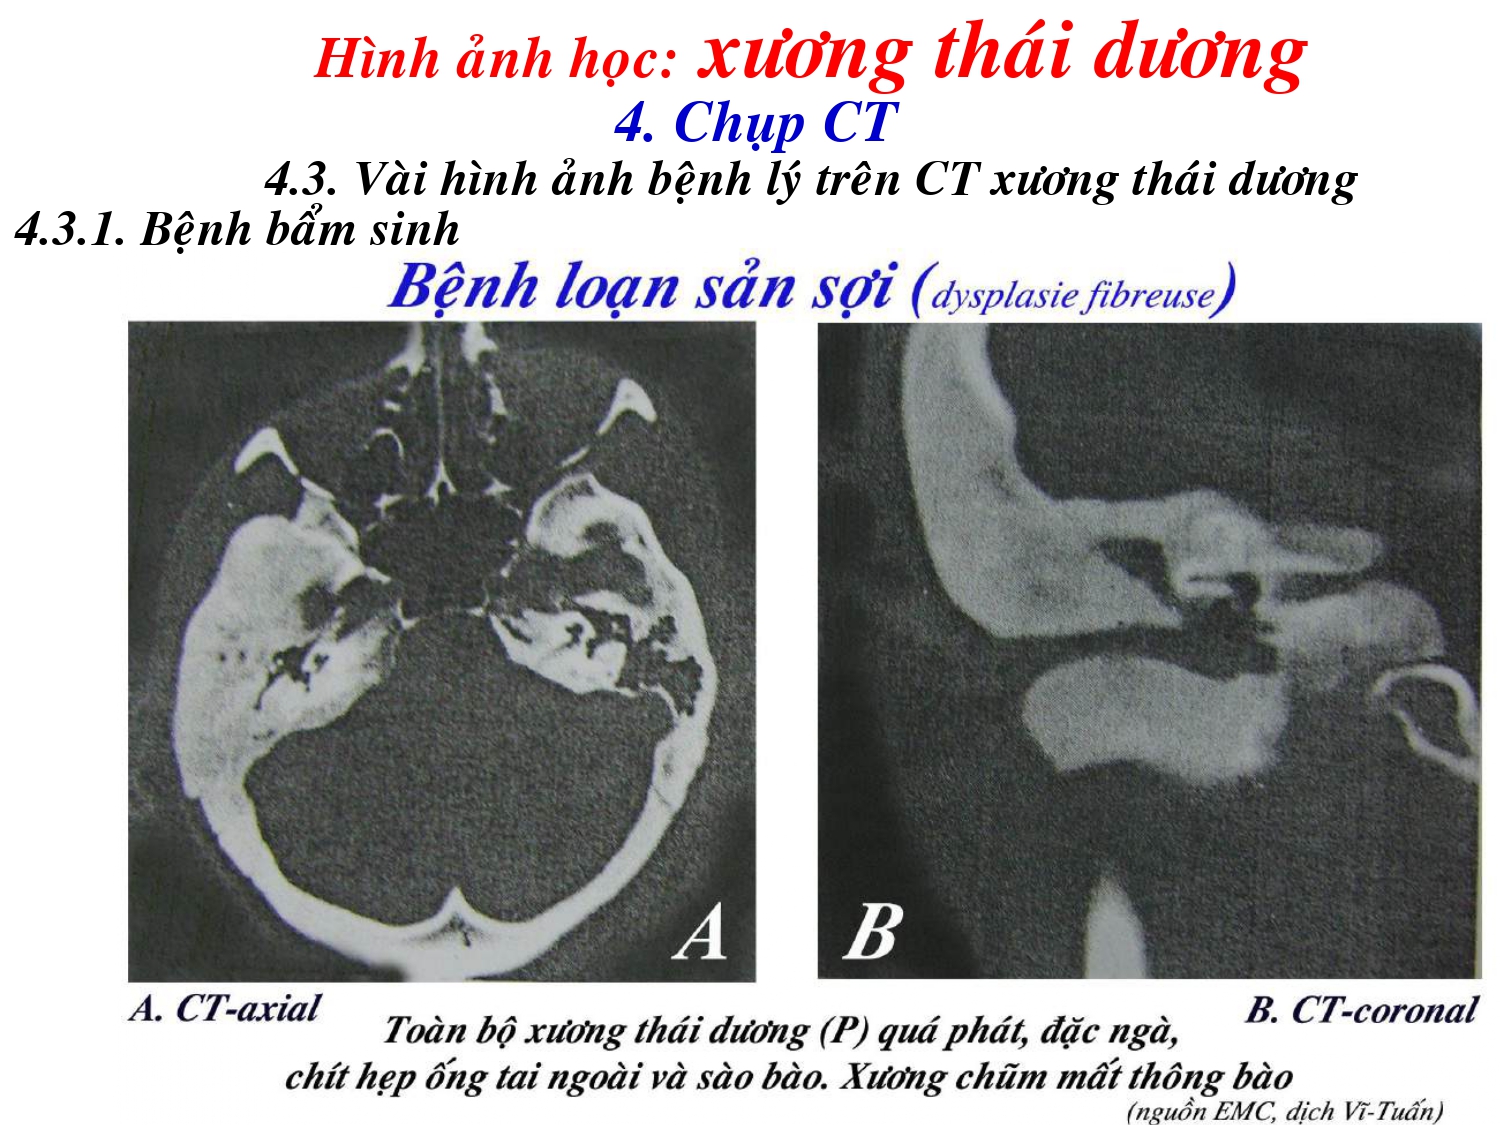 Hình ảnh học: xương thái dương
4. Chụp CT
4.3. Vài hình ảnh bệnh lý trên CT xương thái dương
4.3.1. Bệnh bẩm sinh
Bệnh loạn sản sợi (dysplasie fibreuse)
A
B
A. CT-axial
B. CT-coronal
Toàn bộ xương thái dương (P) quá phát, đặc ngà,
chít hẹp ống tai ngoài và sào bào. Xương chũm mất thông bào
(nguồn EMC, dịch Vĩ-Tuấn)